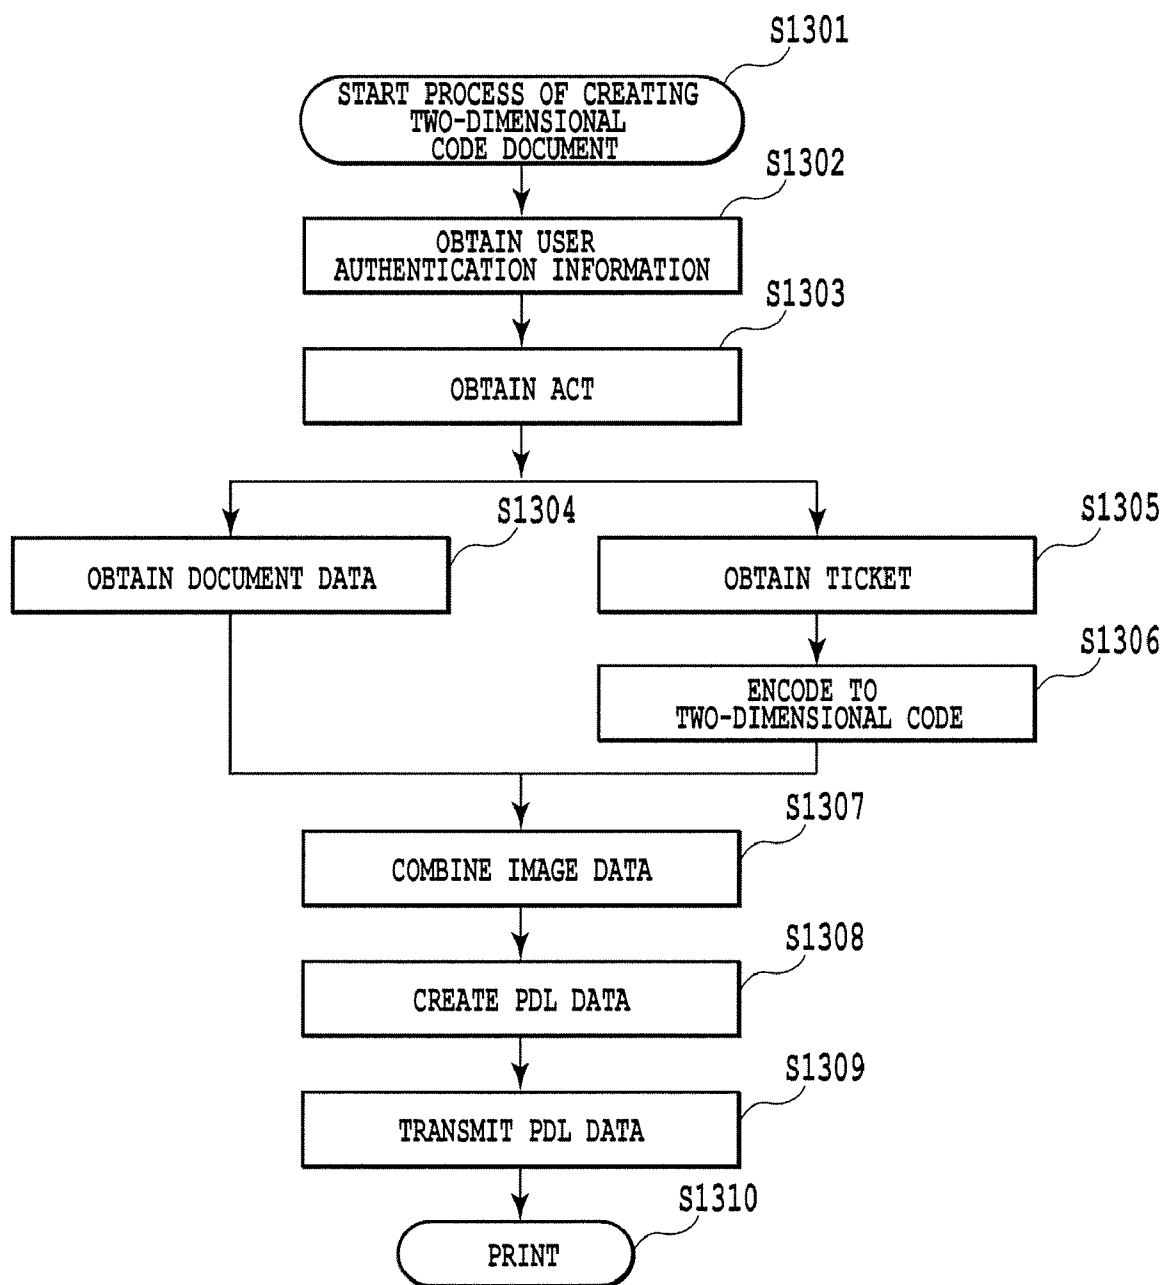 S1301
START PROCESS OF CREATING
TWO-DIMENSIONAL
CODE DOCUMENT
S1302
OBTAIN USER
AUTHENTICATION INFORMATION
S1303
OBTAIN ACT
S1304
OBTAIN DOCUMENT DATA
S1305
OBTAIN TICKET
S1306
ENCODE TO
TWO-DIMENSIONAL CODE
S1307
COMBINE IMAGE DATA
S1308
CREATE PDL DATA
S1309
TRANSMIT PDL DATA
S1310
PRINT